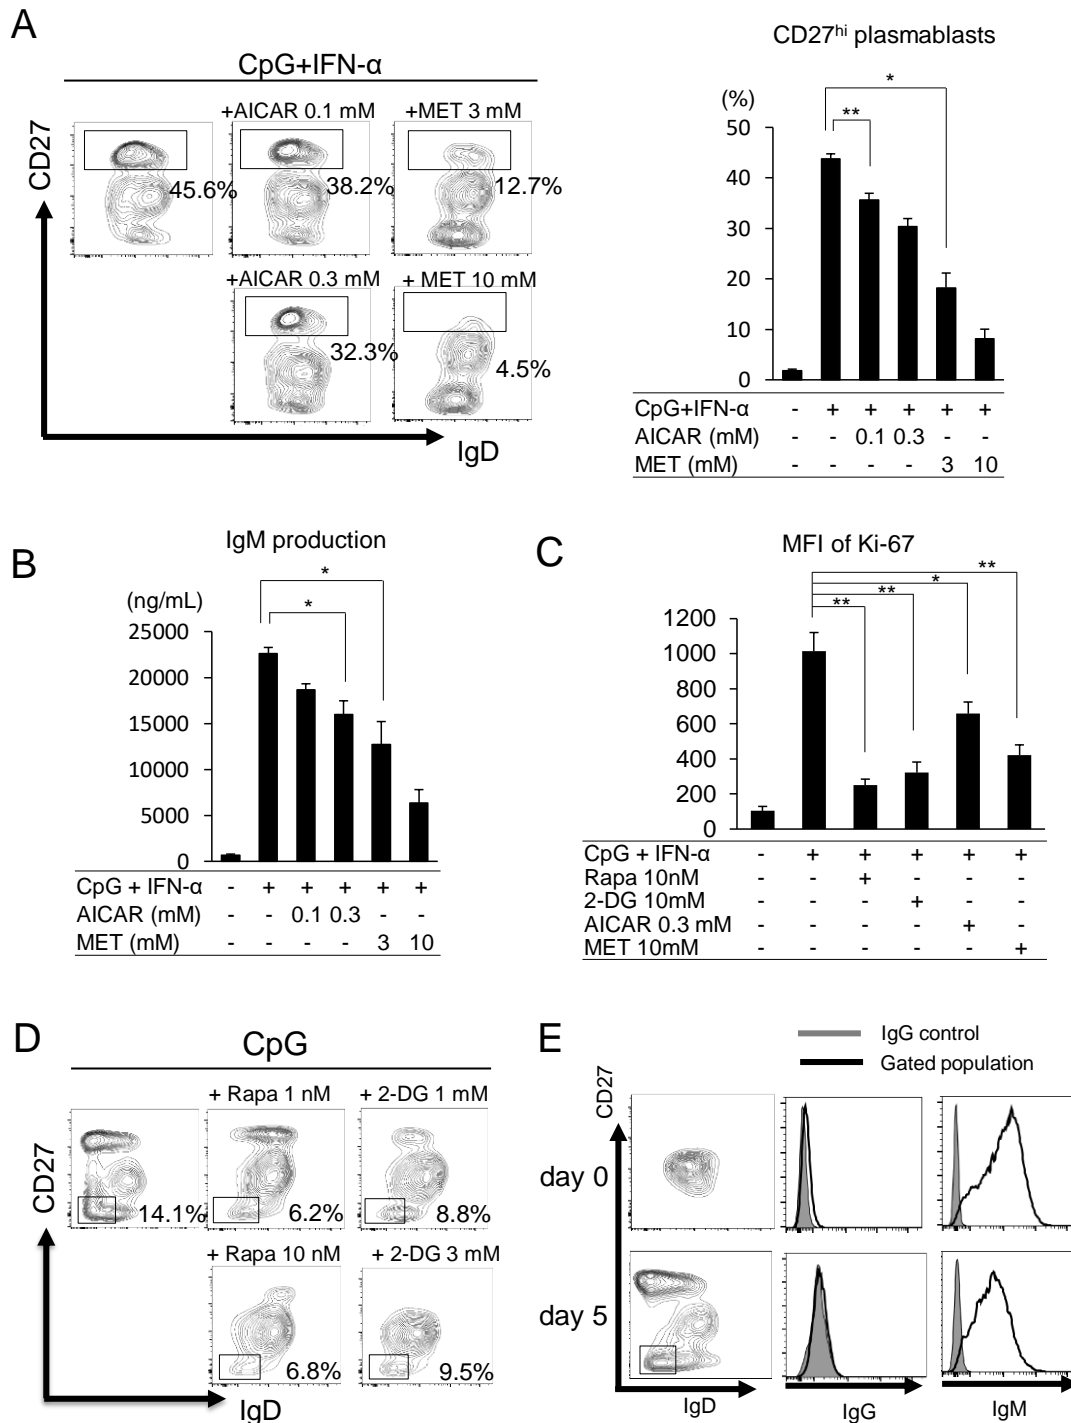 A
CpG+IFN-α
+AICAR 0.1 mM
+MET 3 mM
CD27
45.6%
38.2%
12.7%
+AICAR 0.3 mM
+ MET 10 mM
32.3%
4.5%
IgD
CD27hi plasmablasts
(%)
*
**
50
40
30
20
10
0
CpG+IFN-α - + + + + +
AICAR (mM) - - 0.1 0.3 - -
MET (mM) - - - - 3 10
B
IgM production
(ng/mL)
*
*
25000
20000
15000
10000
5000
0
CpG + IFN-α - + + + + +
AICAR (mM) - - 0.1 0.3 - -
MET (mM) - - - - 3 10
C
MFI of Ki-67
**
*
**
**
1200
1000
800
600
400
200
0
CpG + IFN-α - + + + + +
Rapa 10nM - - + - - -
2-DG 10mM - - - + - -
AICAR 0.3 mM - - - - + -
MET 10mM - - - - - +
D
CpG
+ Rapa 1 nM
+ 2-DG 1 mM
CD27
14.1%
6.2%
8.8%
+ Rapa 10 nM
+ 2-DG 3 mM
6.8%
9.5%
IgD
E
IgG control
Gated population
CD27
day 0
day 5
IgD
IgG
IgM